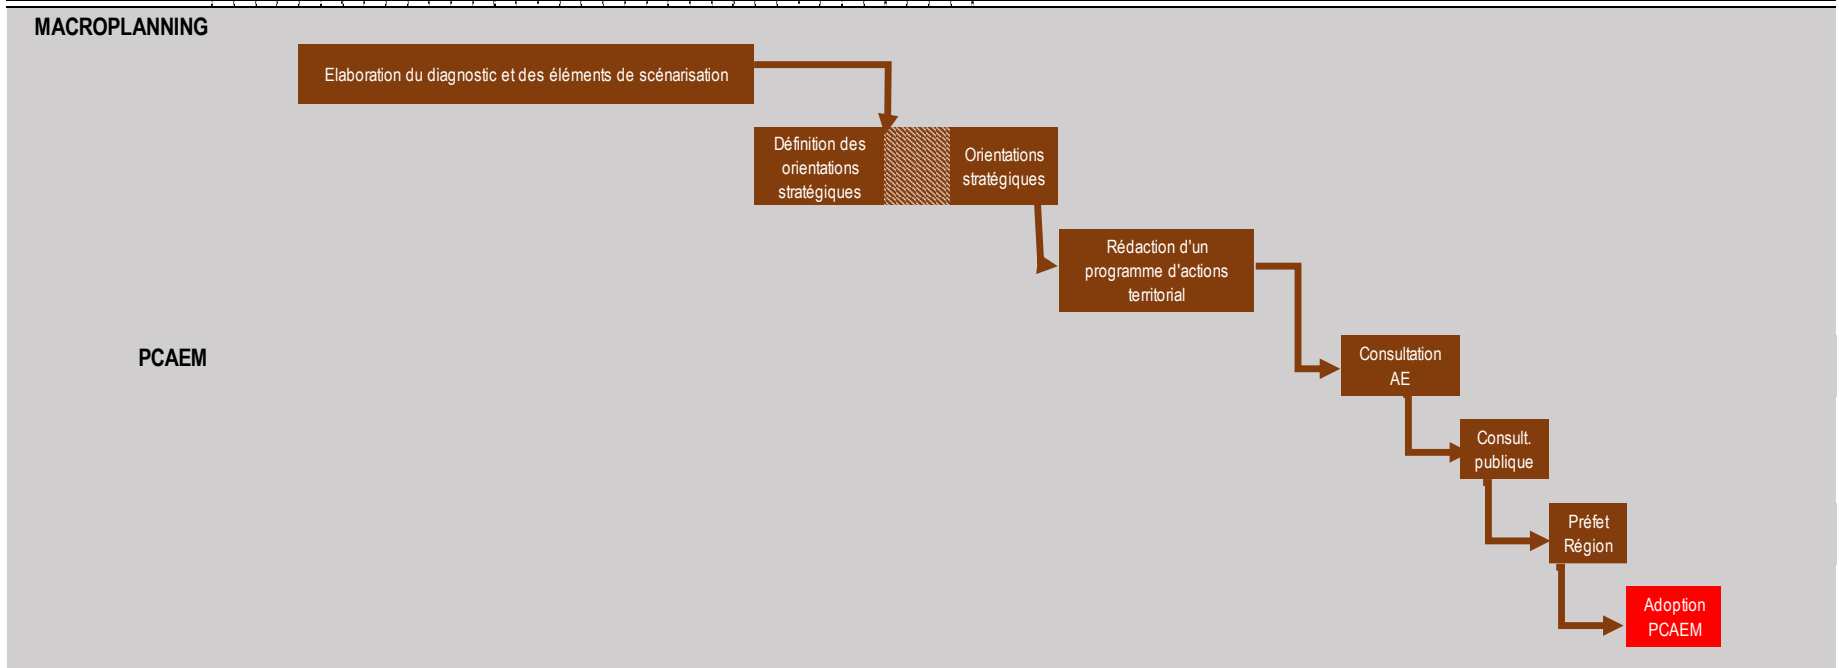 MACROPLANNING
Elaboration du diagnostic et des éléments de scénarisation
Définition des
orientations
stratégiques
Orientations
stratégiques
Rédaction d'un
programme d'actions
territorial
PCAEM
Consultation
AE
Consult.
publique
Préfet
Région
Adoption
PCAEM